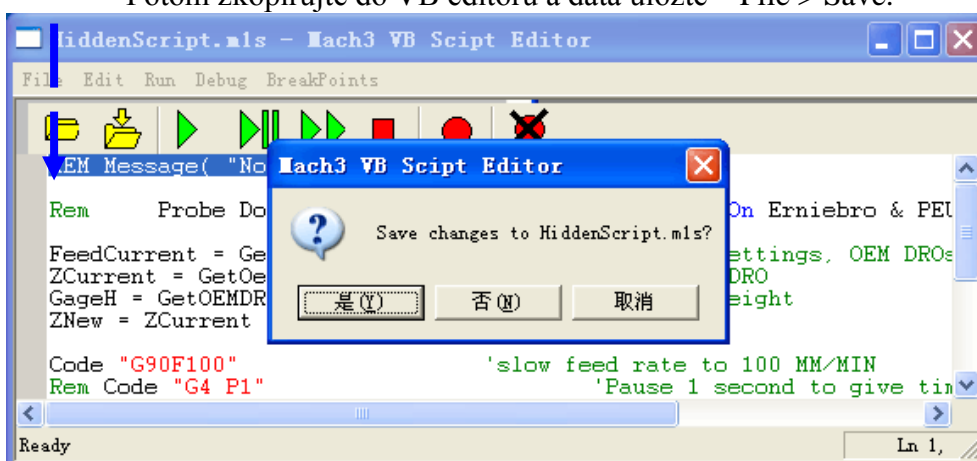 Potom zkopírujte do VB editoru a data uložte – File > Save.
HiddenScript.m1s - Mach3 VB Scipt Editor
File Edit Run Debug BreakPoints
REM Message( "No
Mach3 VB Scipt Editor
Save changes to HiddenScript.m1s?
是(Y) 否(N) 取消
Rem Probe Do On Erniebro &
FeedCurrent = Ge ettings, OEM DROs
ZCurrent = GetOe DRO
GageH = GetOEMDR eight
ZNew = ZCurrent
Code "G90F100" 'slow feed rate to 100 MM/MIN
Rem Code "G4 P1" 'Pause 1 second to give tim
Ready Ln 1,